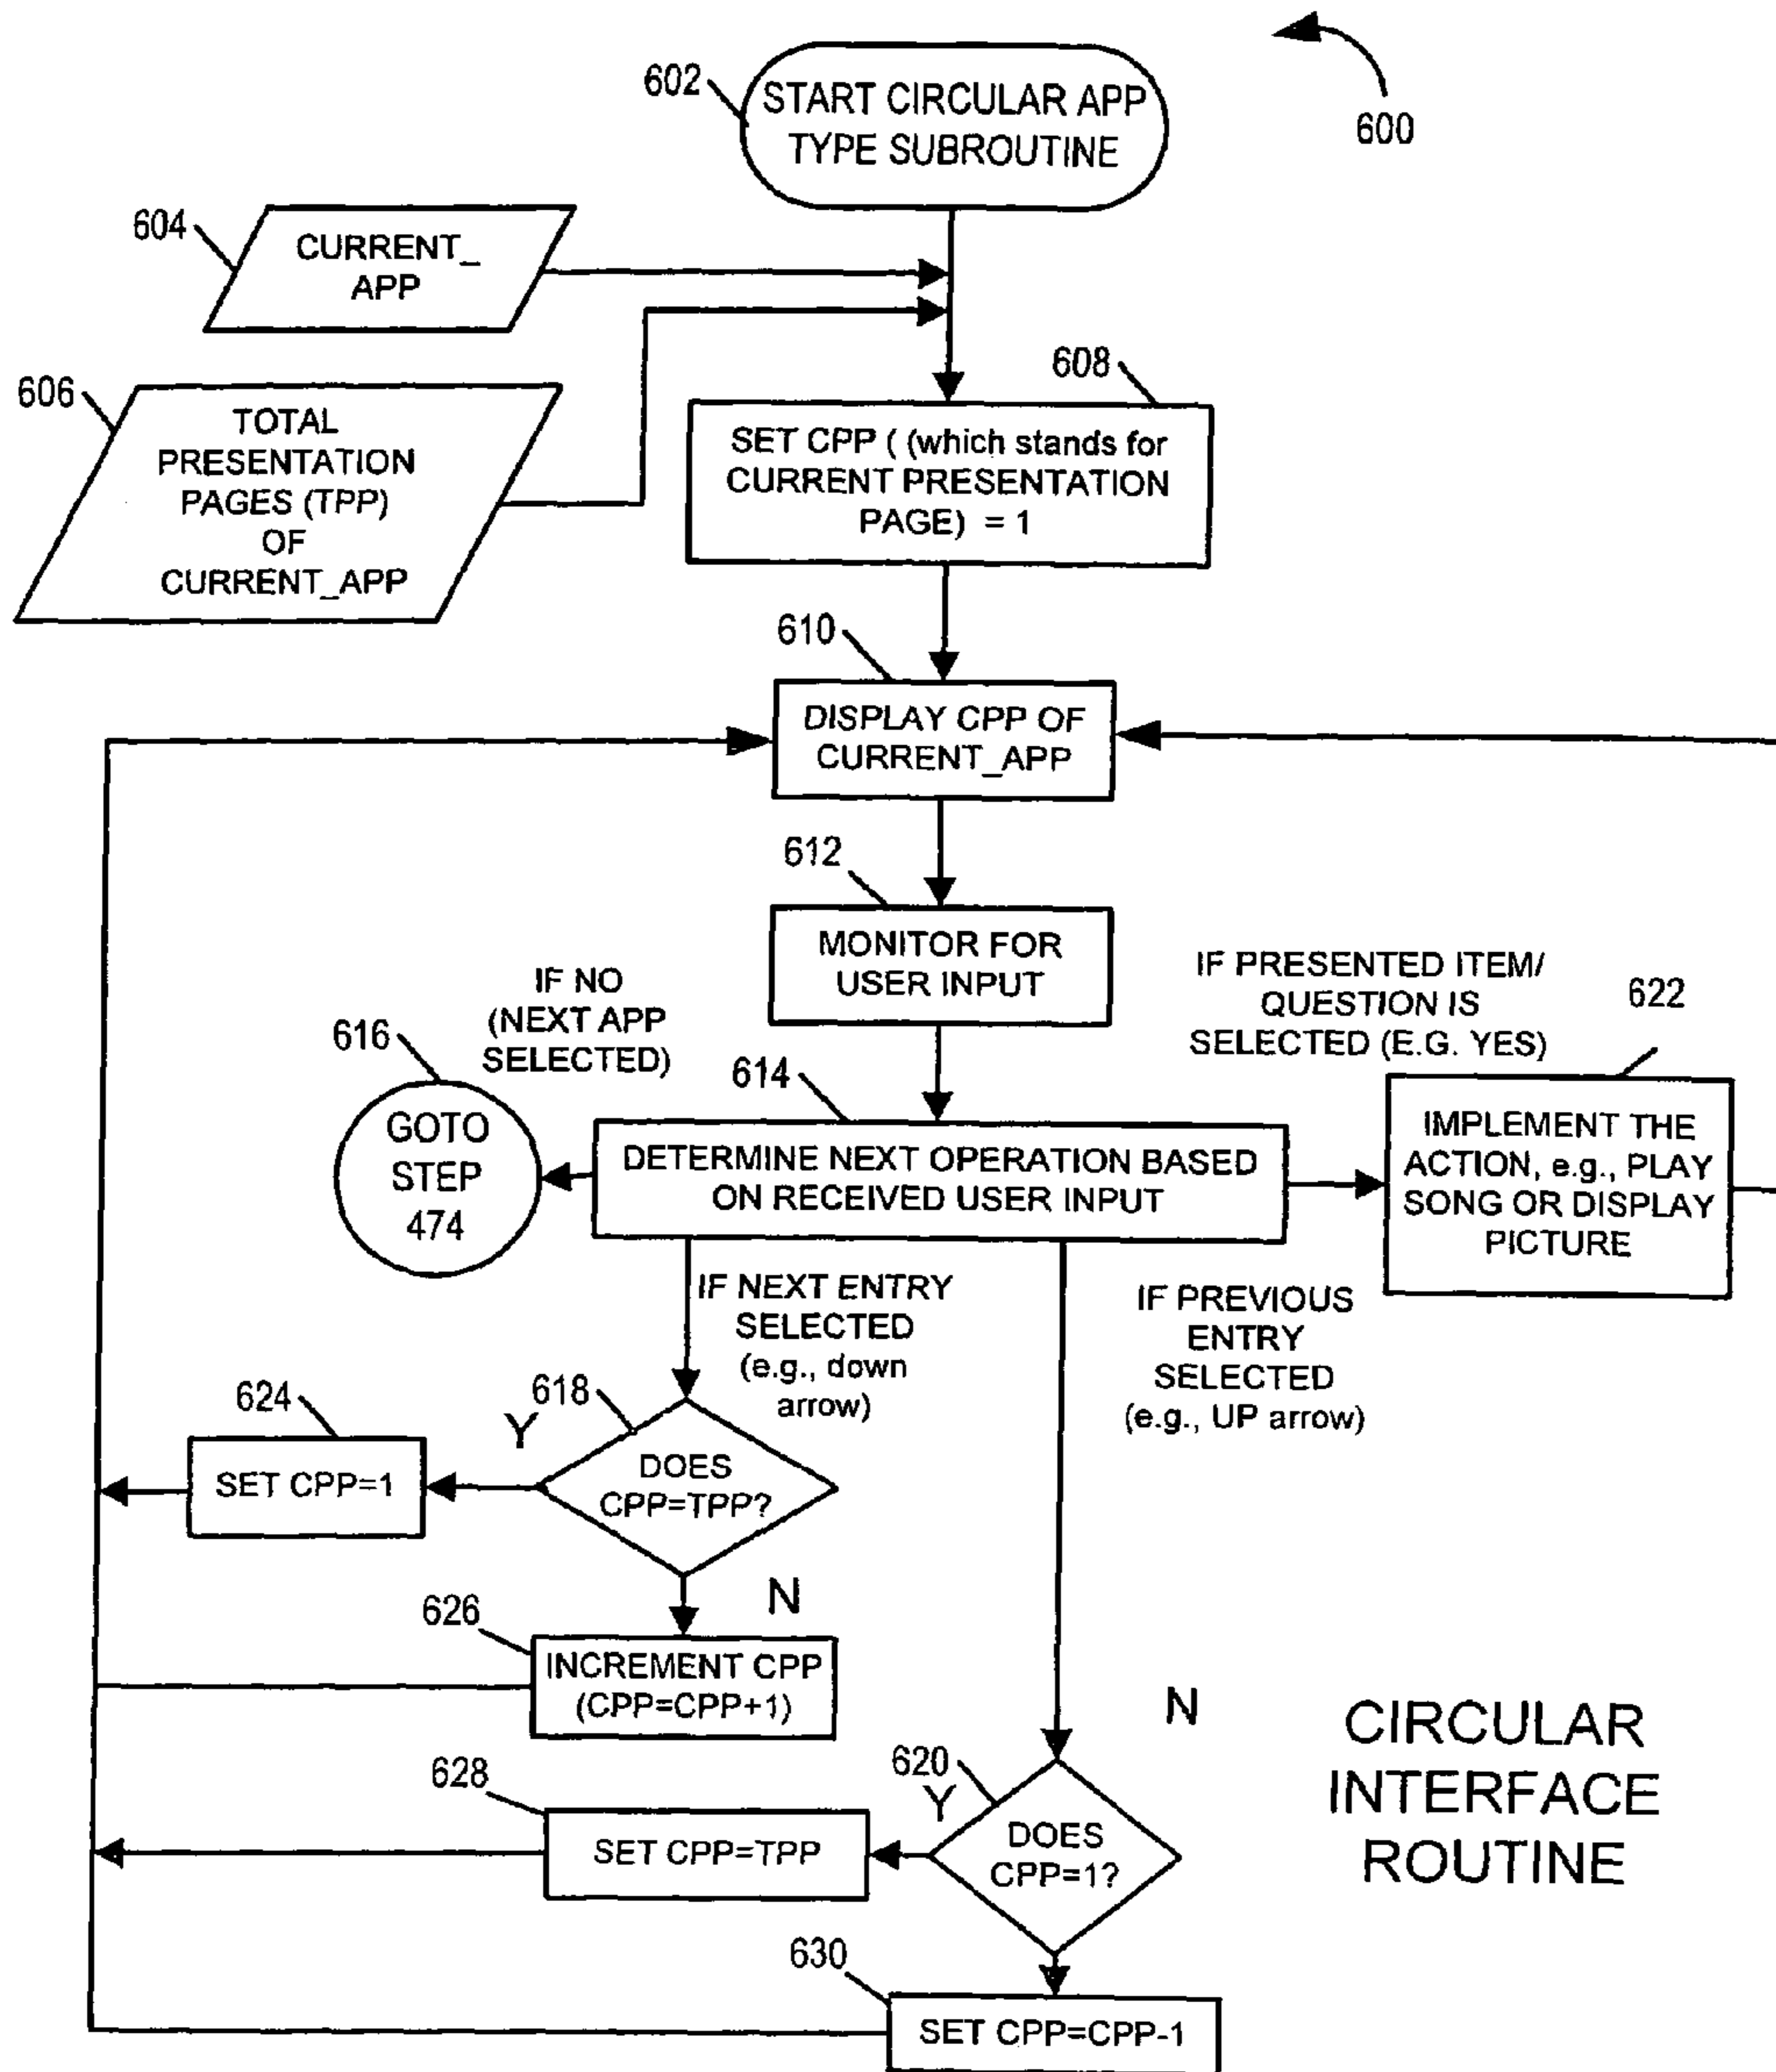 600
602
START CIRCULAR APP
TYPE SUBROUTINE
604
CURRENT_
APP
606
TOTAL
PRESENTATION
PAGES (TPP)
OF
CURRENT_APP
608
SET CPP ( (which stands for
CURRENT PRESENTATION
PAGE) = 1
610
DISPLAY CPP OF
CURRENT_APP
612
MONITOR FOR
USER INPUT
IF NO
(NEXT APP
SELECTED)
616
GOTO
STEP
474
614
DETERMINE NEXT OPERATION BASED
ON RECEIVED USER INPUT
IF PRESENTED ITEM/
QUESTION IS
SELECTED (E.G. YES)
622
IMPLEMENT THE
ACTION, e.g., PLAY
SONG OR DISPLAY
PICTURE
IF NEXT ENTRY
SELECTED
(e.g., down
arrow)
IF PREVIOUS
ENTRY
SELECTED
(e.g., UP arrow)
618
Y
DOES
CPP=TPP?
624
SET CPP=1
N
626
INCREMENT CPP
(CPP=CPP+1)
N
620
Y
DOES
CPP=1?
628
SET CPP=TPP
630
SET CPP=CPP-1
CIRCULAR
INTERFACE
ROUTINE